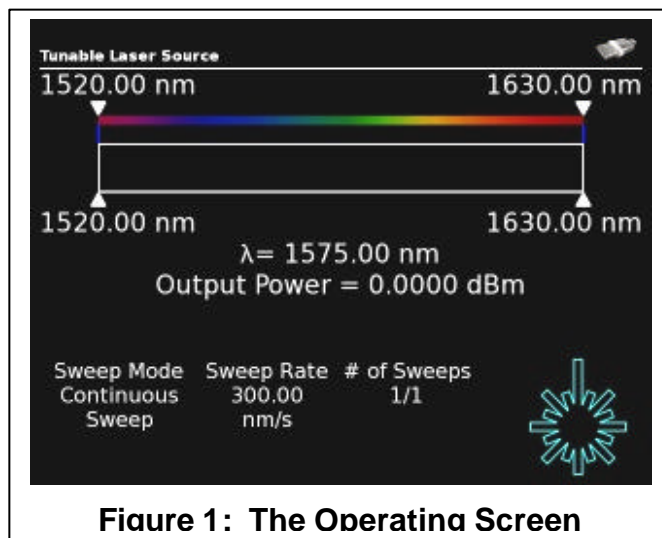 Tunable Laser Source
1520.00 nm 1630.00 nm
1520.00 nm 1630.00 nm
λ= 1575.00 nm
Output Power = 0.0000 dBm
Sweep Mode Sweep Rate # of Sweeps
Continuous 300.00 1/1
Sweep nm/s
Figure 1: The Operating Screen